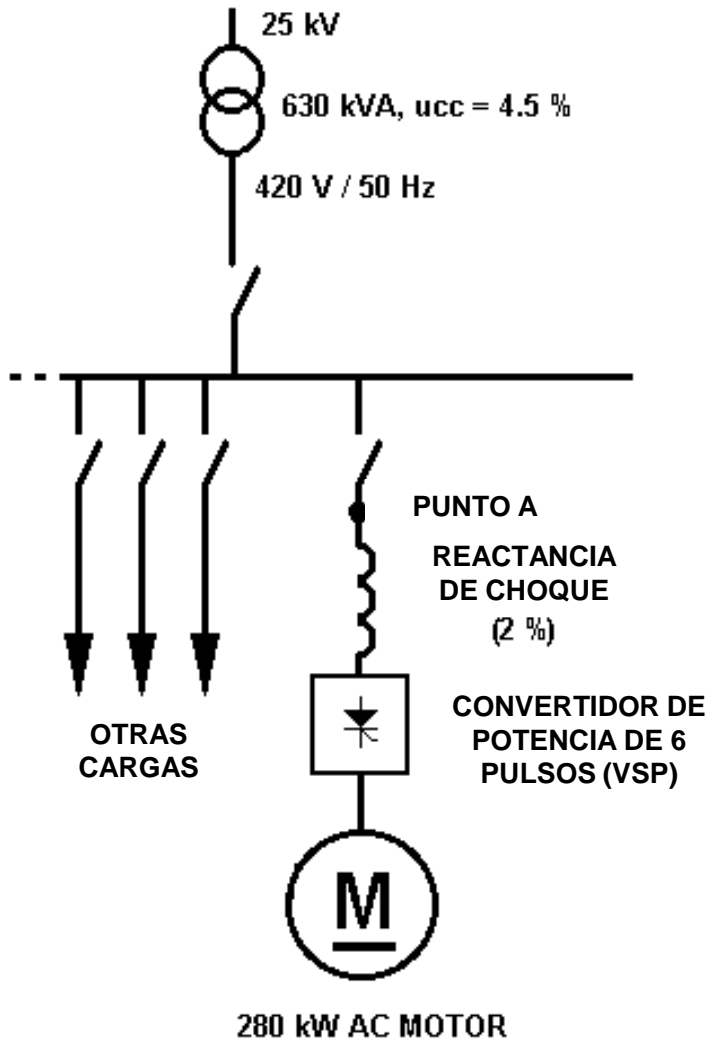 25 kV
630 kVA, ucc = 4.5 %
420 V / 50 Hz
PUNTO A
REACTANCIA
DE CHOQUE
(2 %)
OTRAS
CARGAS
CONVERTIDOR DE
POTENCIA DE 6
PULSOS (VSP)
M
280 kW AC MOTOR